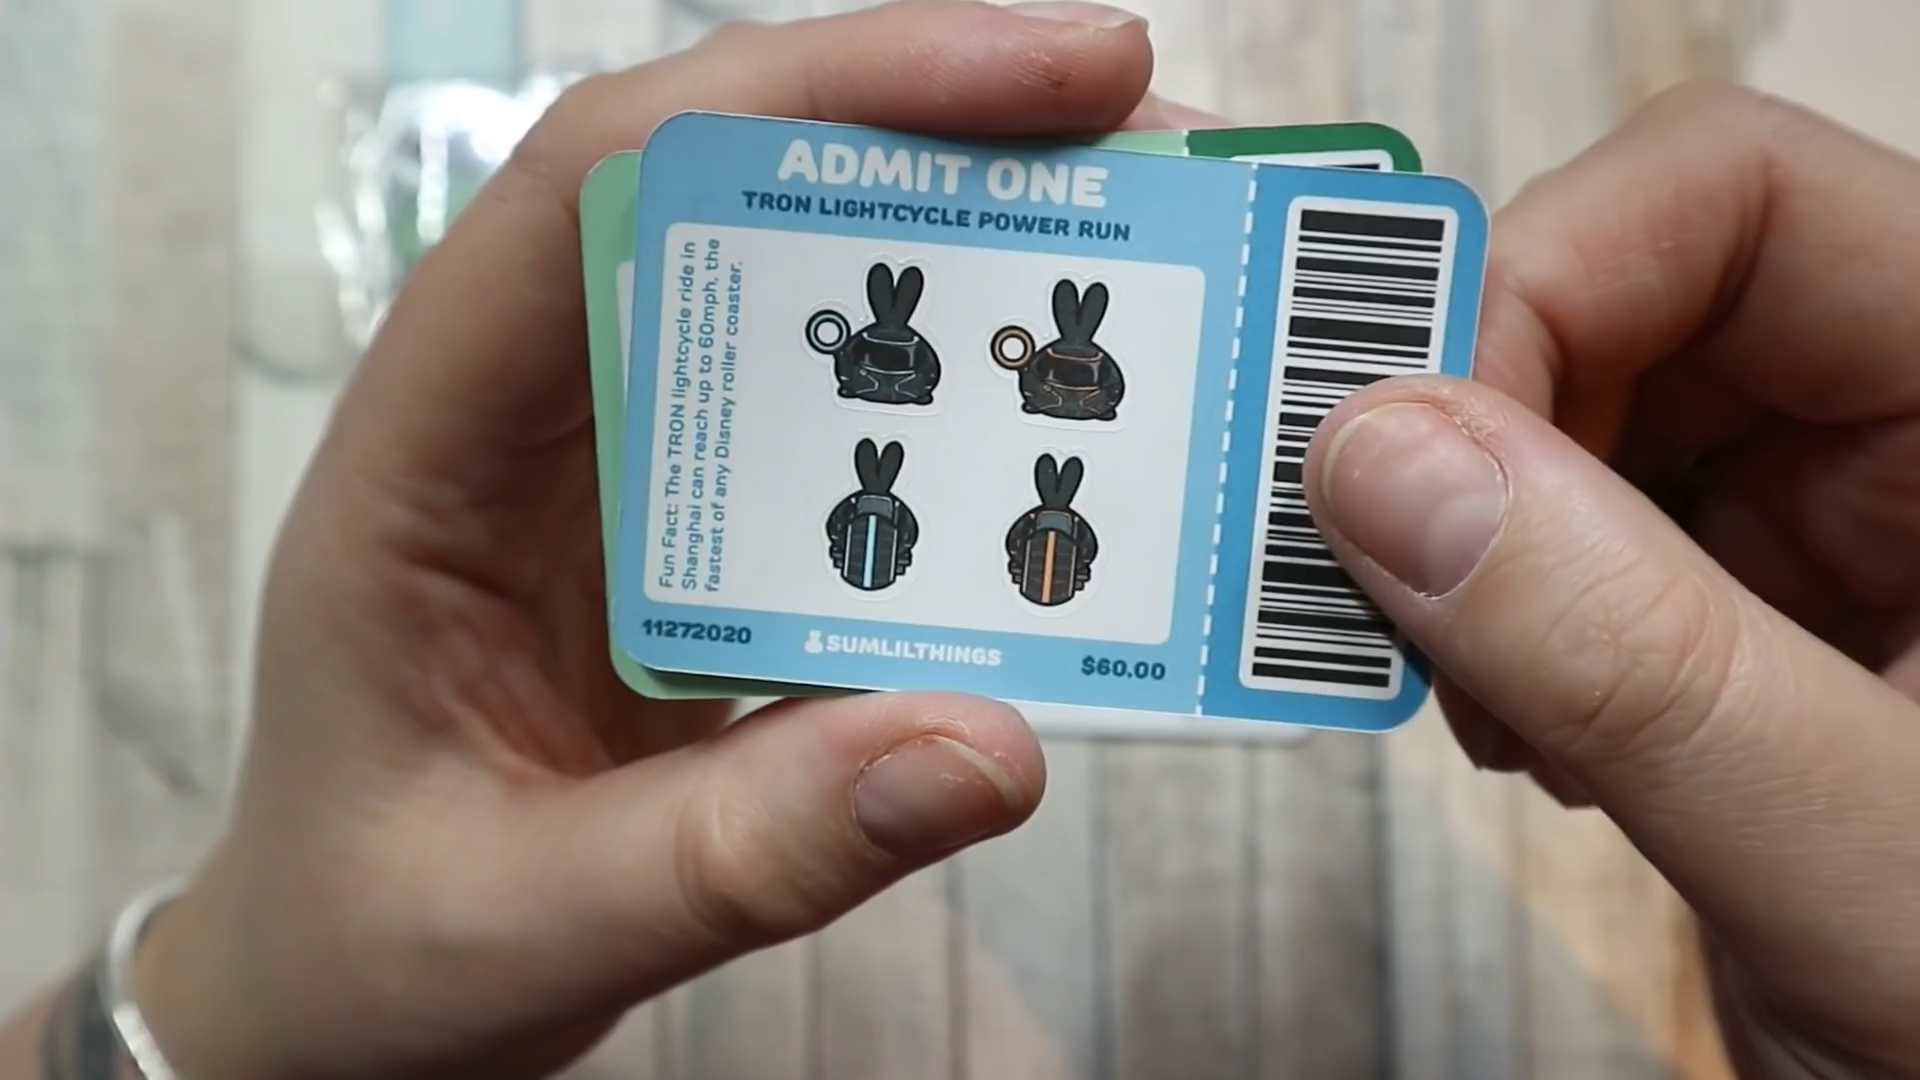 ADMIT ONE
TRON LIGHTCYCLE POWER RUN
Fun Fact: The TRON lightcycle ride in
Shanghai can reach up to 60mph, the
fastest of any Disney roller coaster.
11272020
SUMLILTHINGS
$60.00